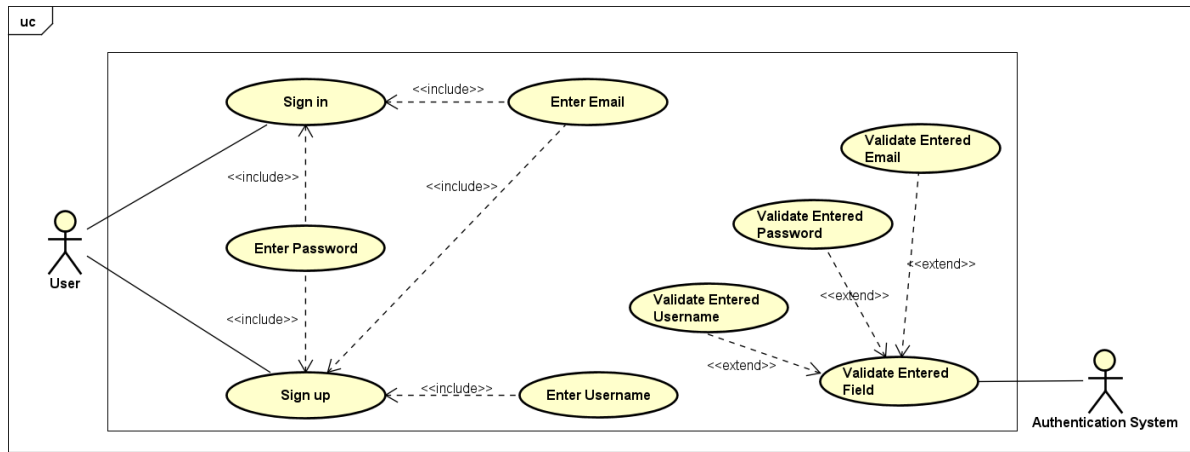 uc
Sign in
<<include>>
Enter Email
Validate Entered
Email
<<include>>
<<include>>
Validate Entered
Password
Enter Password
<<extend>>
User
Validate Entered
Username
<<extend>>
<<include>>
<<extend>>
Validate Entered
Field
Sign up
<<include>>
Enter Username
Authentication System